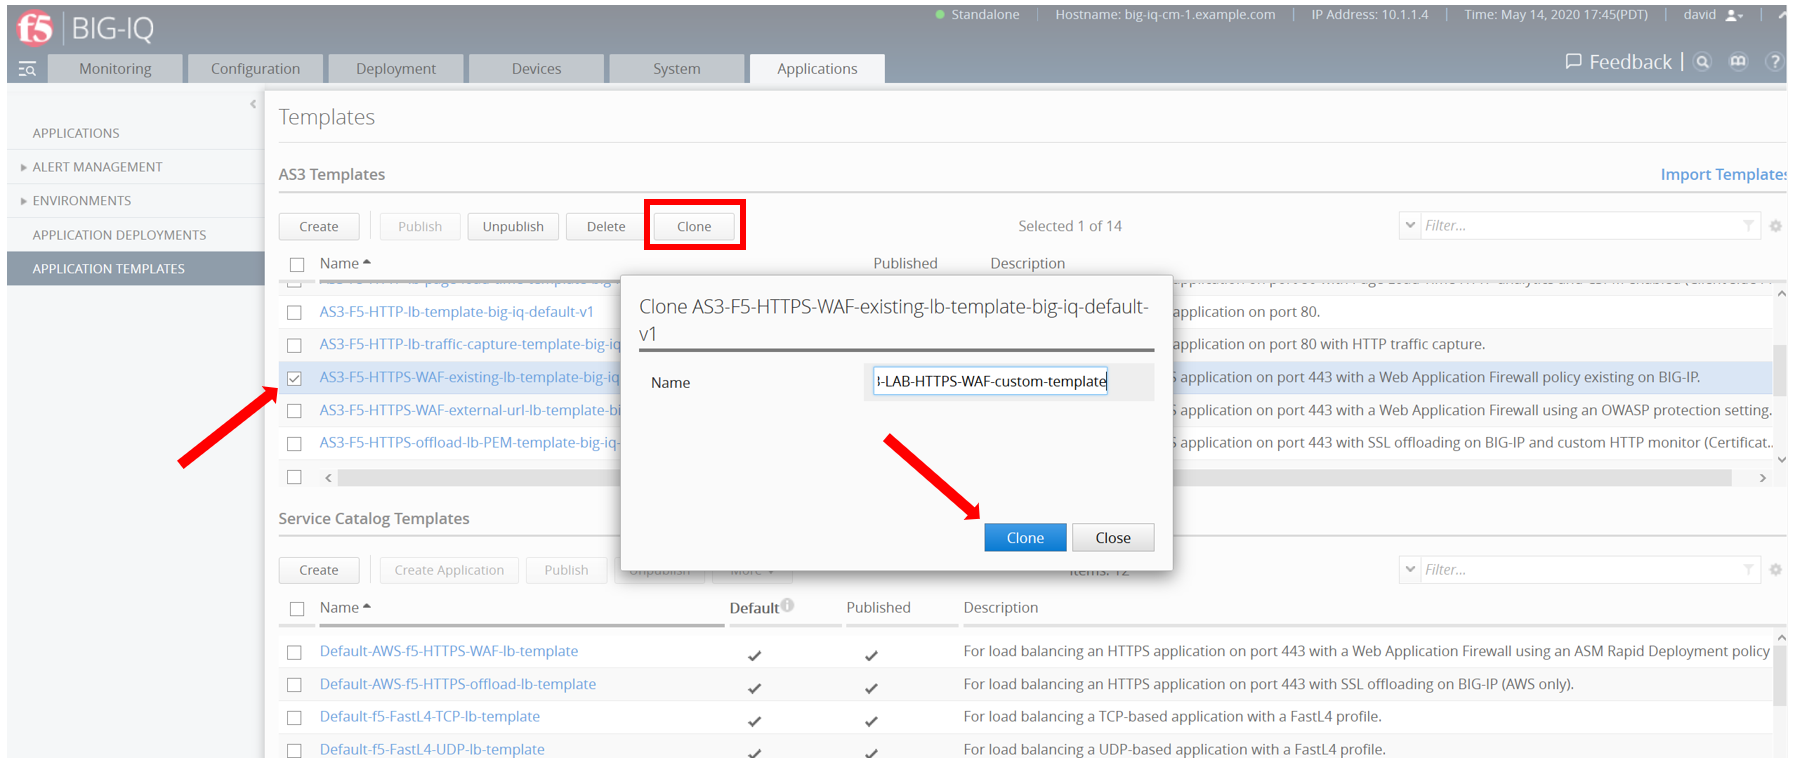 f5 BIG-IQ
Standalone Hostname: big-iq-cm-1.example.com IP Address: 10.1.1.4 Time: May 14, 2020 17:45(PDT) david
Monitoring Configuration Deployment Devices System Applications
Feedback ?
APPLICATIONS
ALERT MANAGEMENT
ENVIRONMENTS
APPLICATION DEPLOYMENTS
APPLICATION TEMPLATES
Templates
AS3 Templates Import Templates
Create Publish Unpublish Delete Clone Selected 1 of 14 Filter...
Name Published Description
AS3-F5-HTTP-lb-template-big-iq-default-v1 application on port 80.
AS3-F5-HTTP-lb-traffic-capture-template-big-iq- application on port 80 with HTTP traffic capture.
AS3-F5-HTTPS-WAF-existing-lb-template-big-iq application on port 443 with a Web Application Firewall policy existing on BIG-IP.
AS3-F5-HTTPS-WAF-external-url-lb-template-bi application on port 443 with a Web Application Firewall using an OWASP protection setting.
AS3-F5-HTTPS-offload-lb-PEM-template-big-iq- application on port 443 with SSL offloading on BIG-IP and custom HTTP monitor (Certificat..
Clone AS3-F5-HTTPS-WAF-existing-lb-template-big-iq-default-
v1
Name -LAB-HTTPS-WAF-custom-template
Clone Close
Service Catalog Templates
Create Create Application Publish Unpublish More Items: 12 Filter...
Name Default Published Description
Default-AWS-f5-HTTPS-WAF-lb-template For load balancing an HTTPS application on port 443 with a Web Application Firewall using an ASM Rapid Deployment policy
Default-AWS-f5-HTTPS-offload-lb-template For load balancing an HTTPS application on port 443 with SSL offloading on BIG-IP (AWS only).
Default-f5-FastL4-TCP-lb-template For load balancing a TCP-based application with a FastL4 profile.
Default-f5-FastL4-UDP-lb-template For load balancing a UDP-based application with a FastL4 profile.